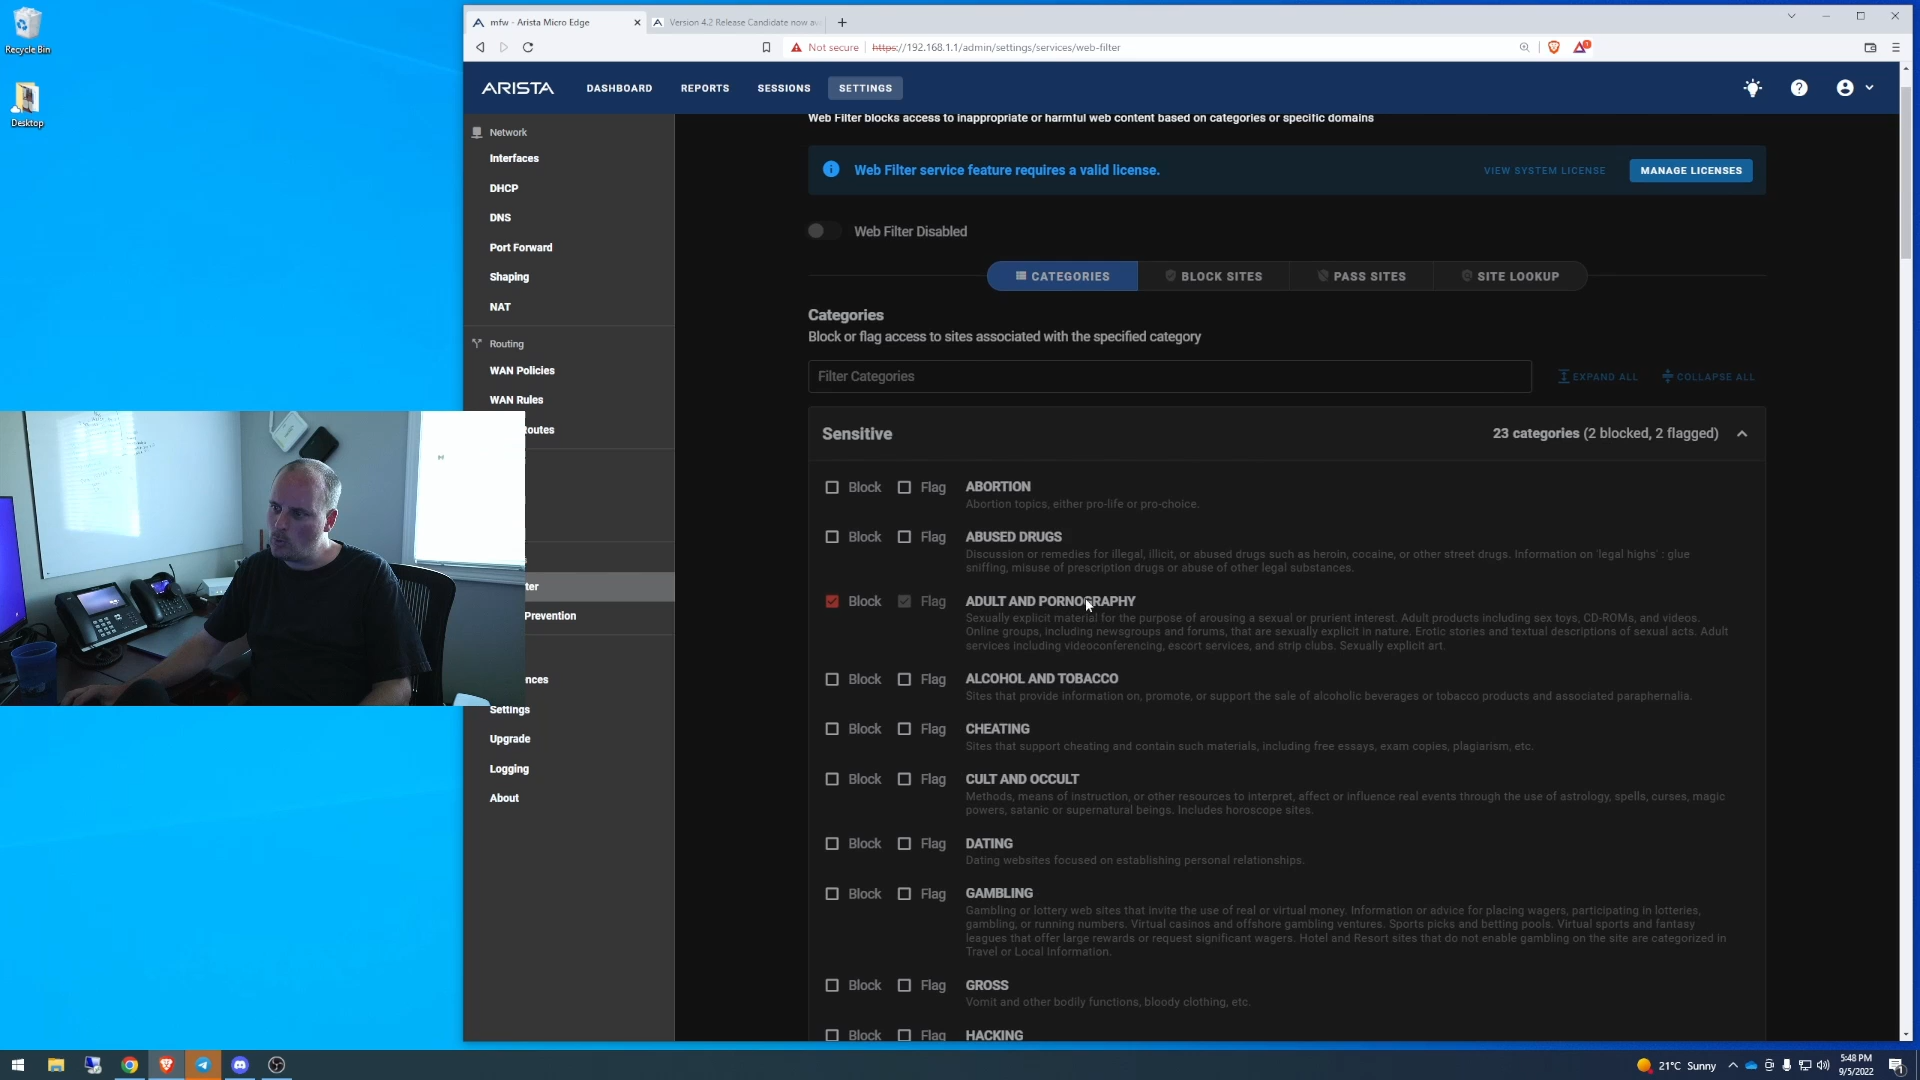 Recycle Bin
Desktop
mfw - Arista Micro Edge
Version 4.2 Release Candidate now av
Not secure
https://192.168.1.1/admin/settings/services/web-filter
ARISTA
DASHBOARD
REPORTS
SESSIONS
SETTINGS
Network
Interfaces
DHCP
DNS
Port Forward
Shaping
NAT
Routing
WAN Policies
WAN Rules
outes
ter
Prevention
nces
Settings
Upgrade
Logging
About
Web Filter blocks access to inappropriate or harmful web content based on categories or specific domains
Web Filter service feature requires a valid license.
VIEW SYSTEM LICENSE
MANAGE LICENSES
Web Filter Disabled
CATEGORIES
BLOCK SITES
PASS SITES
SITE LOOKUP
Categories
Block or flag access to sites associated with the specified category
Filter Categories
EXPAND ALL
COLLAPSE ALL
Sensitive
23 categories (2 blocked, 2 flagged)
Block Flag ABORTION
Abortion topics, either pro-life or pro-choice.
Block Flag ABUSED DRUGS
Discussion or remedies for illegal, illicit, or abused drugs such as heroin, cocaine, or other street drugs. Information on 'legal highs' : glue
sniffing, misuse of prescription drugs or abuse of other legal substances.
Block Flag ADULT AND PORNOGRAPHY
Sexually explicit material for the purpose of arousing a sexual or prurient interest. Adult products including sex toys, CD-ROMs, and videos.
Online groups, including newsgroups and forums, that are sexually explicit in nature. Erotic stories and textual descriptions of sexual acts. Adult
services including videoconferencing, escort services, and strip clubs. Sexually explicit art.
Block Flag ALCOHOL AND TOBACCO
Sites that provide information on, promote, or support the sale of alcoholic beverages or tobacco products and associated paraphernalia.
Block Flag CHEATING
Sites that support cheating and contain such materials, including free essays, exam copies, plagiarism, etc.
Block Flag CULT AND OCCULT
Methods, means of instruction, or other resources to interpret, affect or influence real events through the use of astrology, spells, curses, magic
powers, satanic or supernatural beings. Includes horoscope sites.
Block Flag DATING
Dating websites focused on establishing personal relationships.
Block Flag GAMBLING
Gambling or lottery web sites that invite the use of real or virtual money. Information or advice for placing wagers, participating in lotteries,
gambling, or running numbers. Virtual casinos and offshore gambling ventures. Sports picks and betting pools. Virtual sports and fantasy
leagues that offer large rewards or request significant wagers. Hotel and Resort sites that do not enable gambling on the site are categorized in
Travel or Local Information.
Block Flag GROSS
Vomit and other bodily functions, bloody clothing, etc.
Block Flag HACKING
21°C Sunny
5:48 PM
9/5/2022